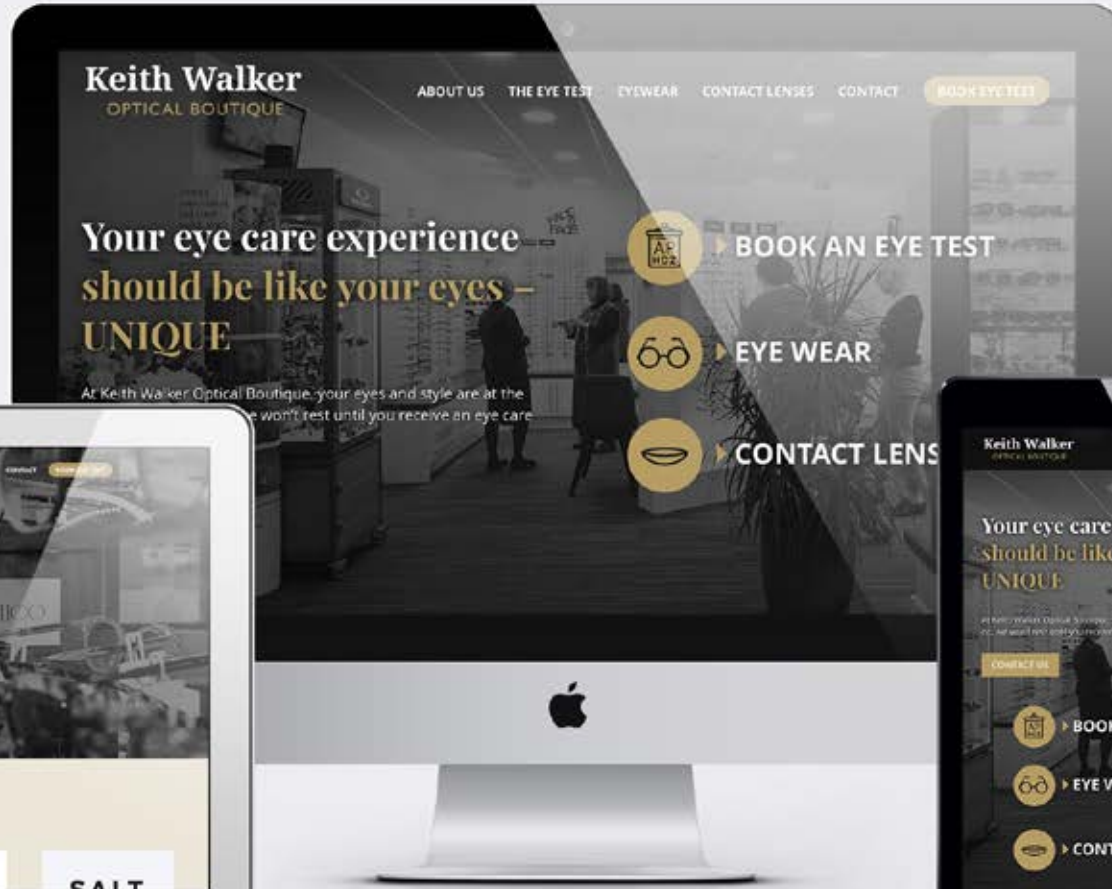 Keith Walker
OPTICAL BOUTIQUE
ABOUT US THE EYE TEST EYEWEAR CONTACT LENSES CONTACT BOOK EYE TEST
Your eye care experience
should be like your eyes –
UNIQUE
At Keith Walker Optical Boutique, your eyes and style are at the
won't rest until you receive an eye care
BOOK AN EYE TEST
EYE WEAR
CONTACT LENS
CONTACT BOOK EYE TEST
SALT
Keith Walker
OPTICAL BOUTIQUE
Your eye care
should be like
UNIQUE
CONTACT US
BOOK
EYE W
CONT